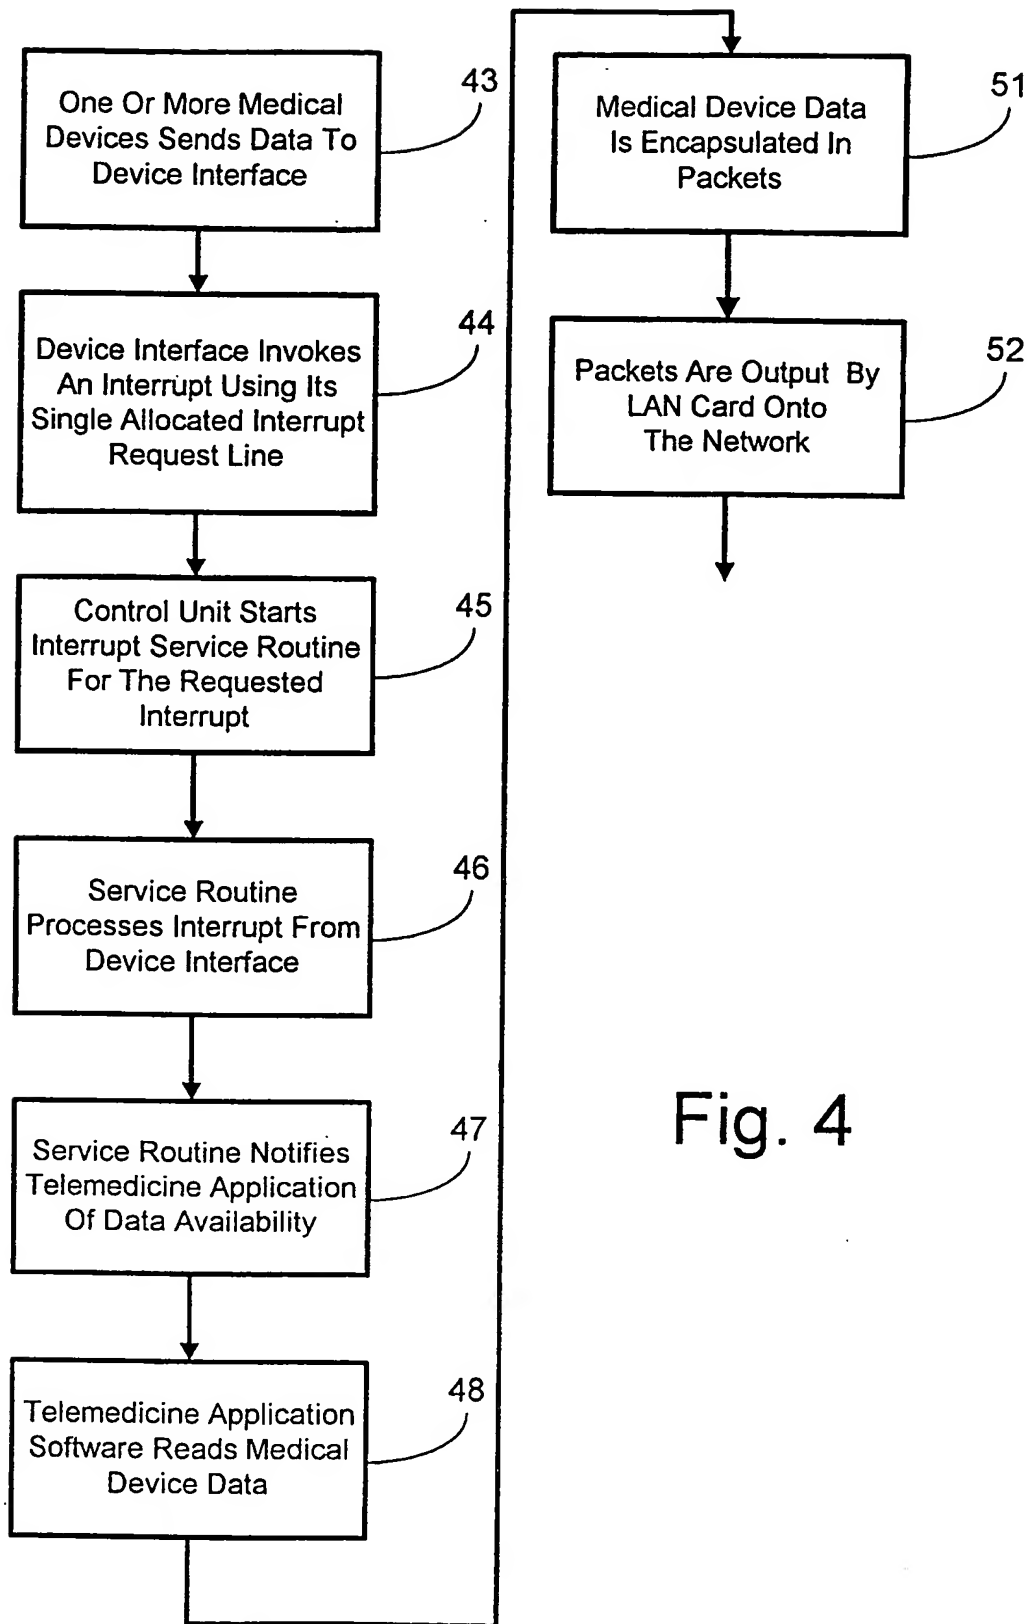 One Or More Medical
Devices Sends Data To
Device Interface
43
Device Interface Invokes
An Interrupt Using Its
Single Allocated Interrupt
Request Line
44
Control Unit Starts
Interrupt Service Routine
For The Requested
Interrupt
45
Service Routine
Processes Interrupt From
Device Interface
46
Service Routine Notifies
Telemedicine Application
Of Data Availability
47
Telemedicine Application
Software Reads Medical
Device Data
48
Medical Device Data
Is Encapsulated In
Packets
51
Packets Are Output By
LAN Card Onto
The Network
52
Fig. 4